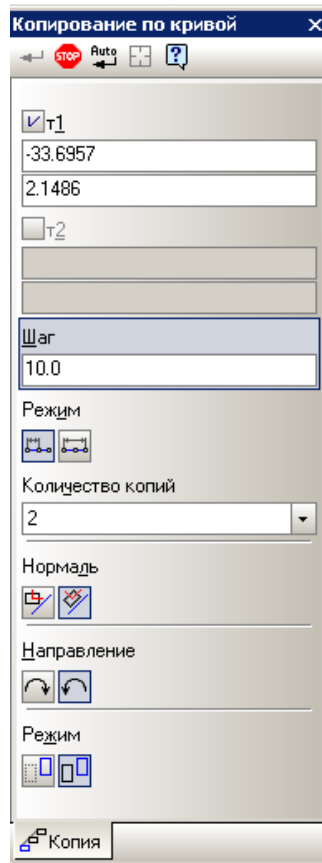 Копирование по кривой
STOP Auto
т1
-33.6957
2.1486
т2
Шаг
10.0
Режим
Количество копий
2
Нормаль
Направление
Режим
Копия